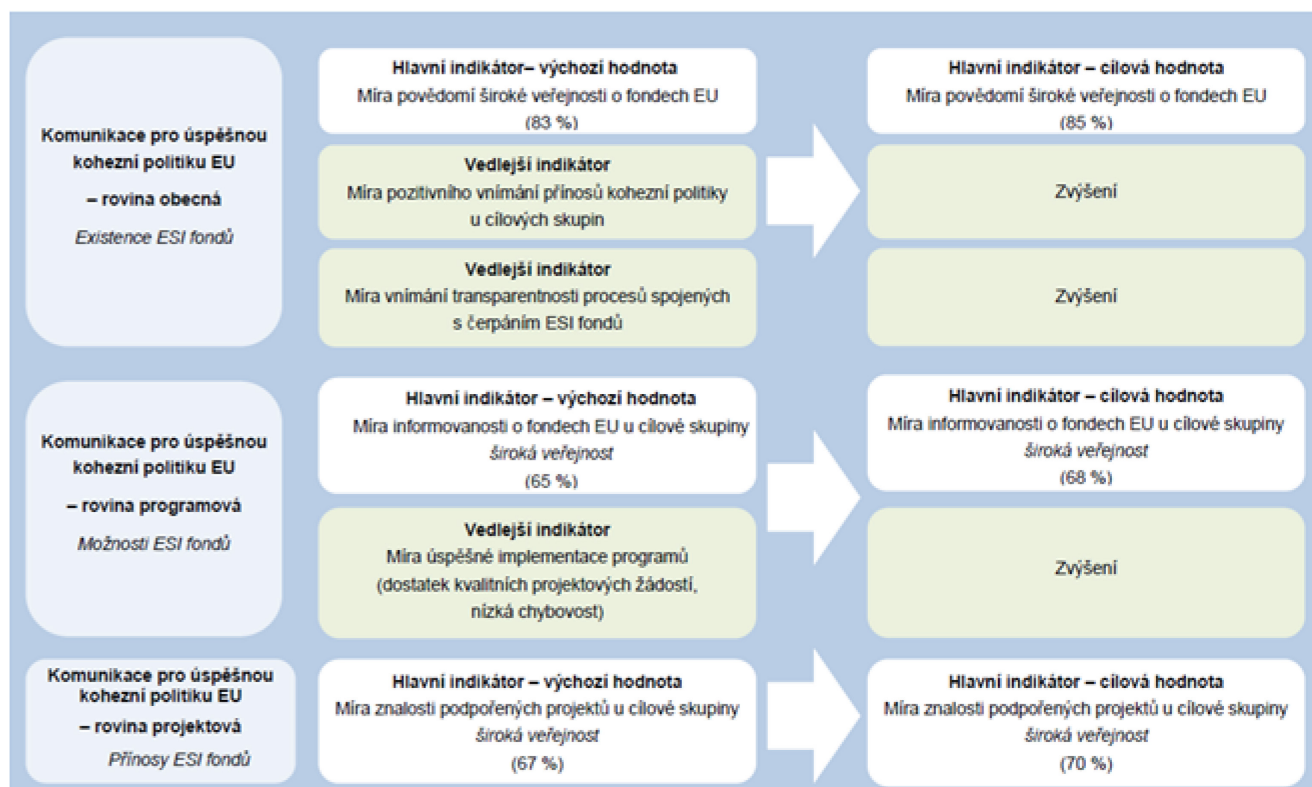 Komunikace pro úspěšnou
kohezní politiku EU
– rovina obecná
Existence ESI fondů
Hlavní indikátor– výchozí hodnota
Míra povědomí široké veřejnosti o fondech EU
(83 %)
Hlavní indikátor – cílová hodnota
Míra povědomí široké veřejnosti o fondech EU
(85 %)
Vedlejší indikátor
Míra pozitivního vnímání přínosů kohezní politiky
u cílových skupin
Zvýšení
Vedlejší indikátor
Míra vnímání transparentnosti procesů spojených
s čerpáním ESI fondů
Zvýšení
Komunikace pro úspěšnou
kohezní politiku EU
– rovina programová
Možnosti ESI fondů
Hlavní indikátor – výchozí hodnota
Míra informovanosti o fondech EU u cílové skupiny
široká veřejnost
(65 %)
Hlavní indikátor – cílová hodnota
Míra informovanosti o fondech EU u cílové skupiny
široká veřejnost
(68 %)
Vedlejší indikátor
Míra úspěšné implementace programů
(dostatek kvalitních projektových žádostí,
nízká chybovost)
Zvýšení
Komunikace pro úspěšnou
kohezní politiku EU
– rovina projektová
Přínosy ESI fondů
Hlavní indikátor – výchozí hodnota
Míra znalosti podpořených projektů u cílové skupiny
široká veřejnost
(67 %)
Hlavní indikátor – cílová hodnota
Míra znalosti podpořených projektů u cílové skupiny
široká veřejnost
(70 %)